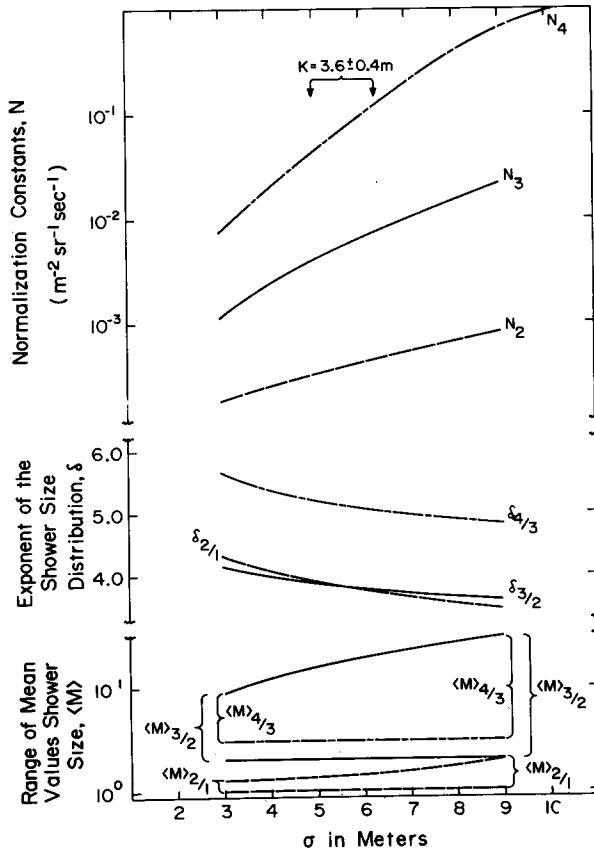 N₄
K = 3.6 ± 0.4m
10⁻¹
N₃
10⁻²
N₂
10⁻³
Normalization Constants, N
(m⁻² sr⁻¹ sec⁻¹)
6.0
5.0
4.0
δ₄/₃
δ₂/₁
δ₃/₂
Exponent of the
Shower Size
Distribution, δ
10¹
10⁰
⟨M⟩₄/₃
⟨M⟩₃/₂
⟨M⟩₂/₁
⟨M⟩₄/₃
⟨M⟩₃/₂
⟨M⟩₂/₁
Range of Mean
Values Shower
Size, ⟨M⟩
2 3 4 5 6 7 8 9 10
σ in Meters